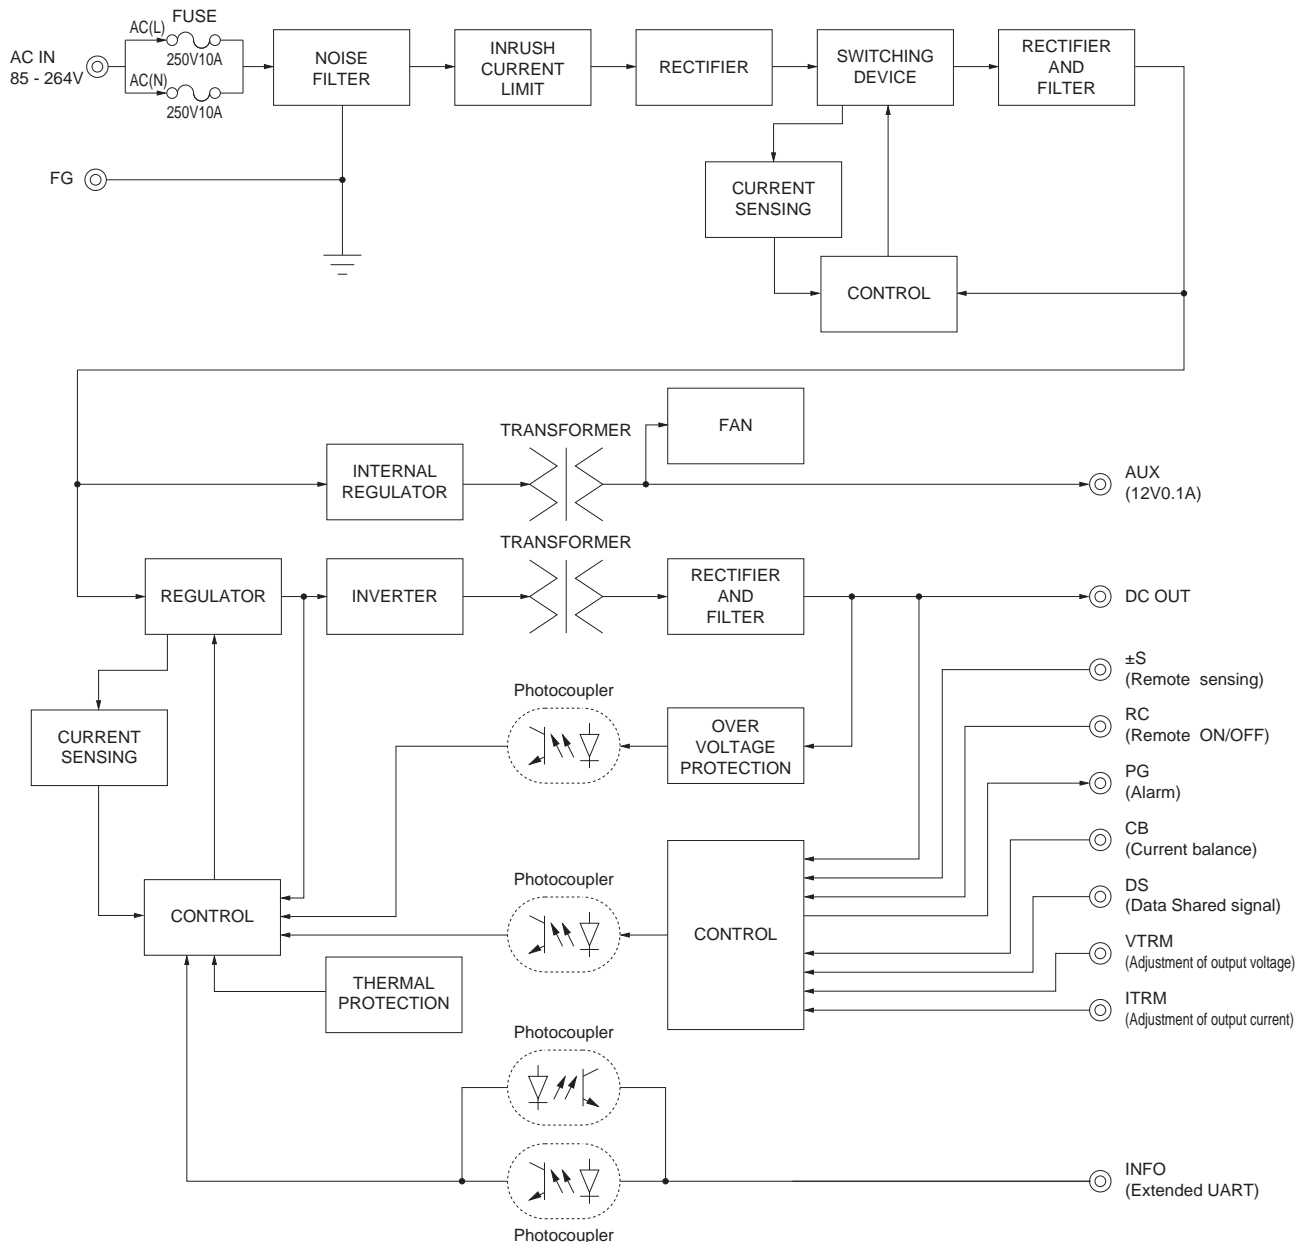 FUSE
AC(L)
250V10A
AC(N)
250V10A
AC IN
85 - 264V
NOISE
FILTER
INRUSH
CURRENT
LIMIT
RECTIFIER
SWITCHING
DEVICE
RECTIFIER
AND
FILTER
FG
CURRENT
SENSING
CONTROL
FAN
TRANSFORMER
INTERNAL
REGULATOR
AUX
(12V0.1A)
TRANSFORMER
REGULATOR
INVERTER
RECTIFIER
AND
FILTER
DC OUT
±S
(Remote sensing)
Photocoupler
OVER
VOLTAGE
PROTECTION
RC
(Remote ON/OFF)
CURRENT
SENSING
PG
(Alarm)
CB
(Current balance)
Photocoupler
DS
(Data Shared signal)
CONTROL
CONTROL
VTRM
(Adjustment of output voltage)
THERMAL
PROTECTION
ITRM
(Adjustment of output current)
Photocoupler
INFO
(Extended UART)
Photocoupler